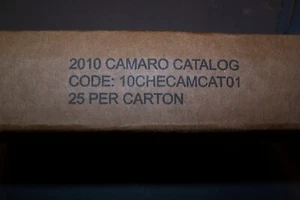 2010 CAMARO CATALOG
CODE: 10CHECAMCAT01
25 PER CARTON